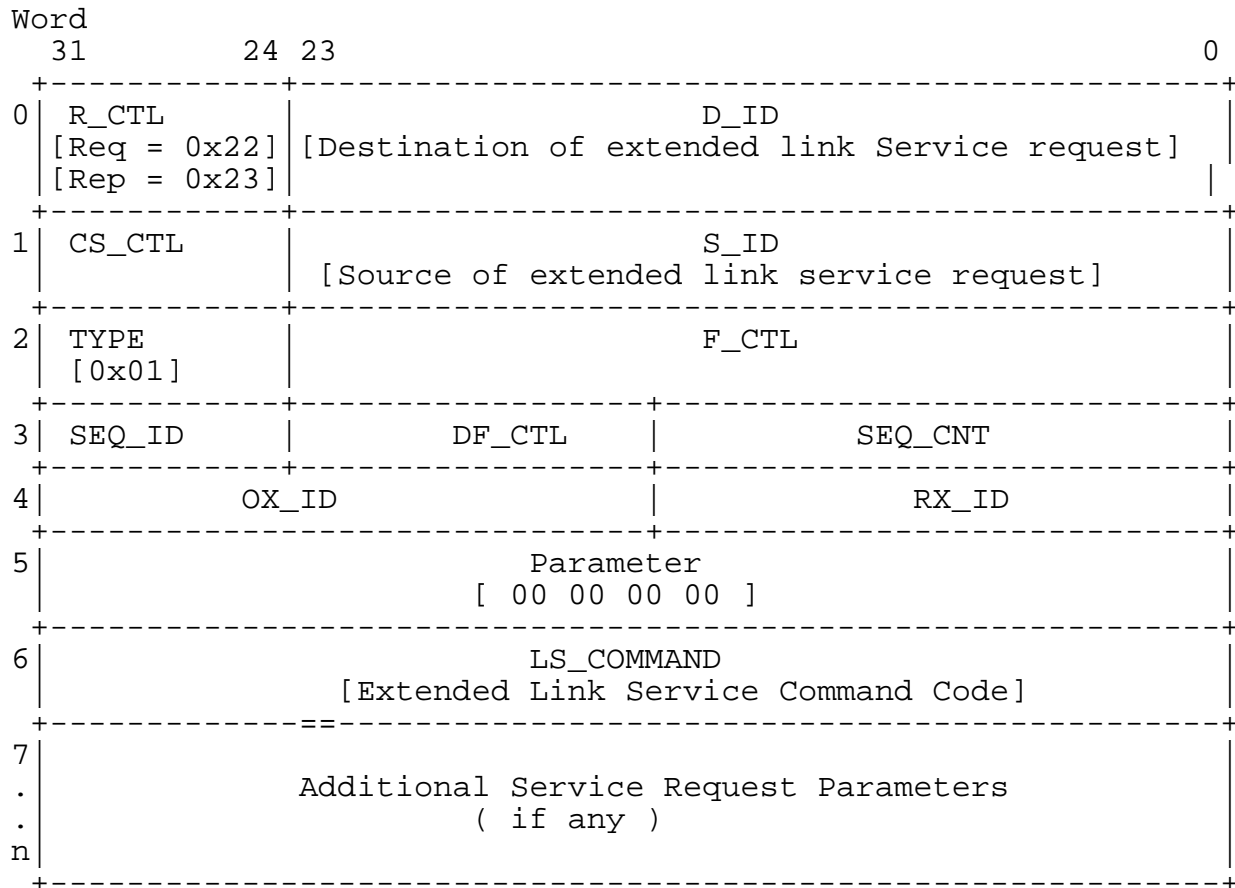 Word
31 24 23 0
0 R_CTL D_ID
[Req = 0x22] [Destination of extended link Service request]
[Rep = 0x23]
1 CS_CTL S_ID
[Source of extended link service request]
2 TYPE F_CTL
[0x01]
3 SEQ_ID DF_CTL SEQ_CNT
4 OX_ID RX_ID
5 Parameter
[ 00 00 00 00 ]
6 LS_COMMAND
[Extended Link Service Command Code]
==
7
. Additional Service Request Parameters
. ( if any )
n